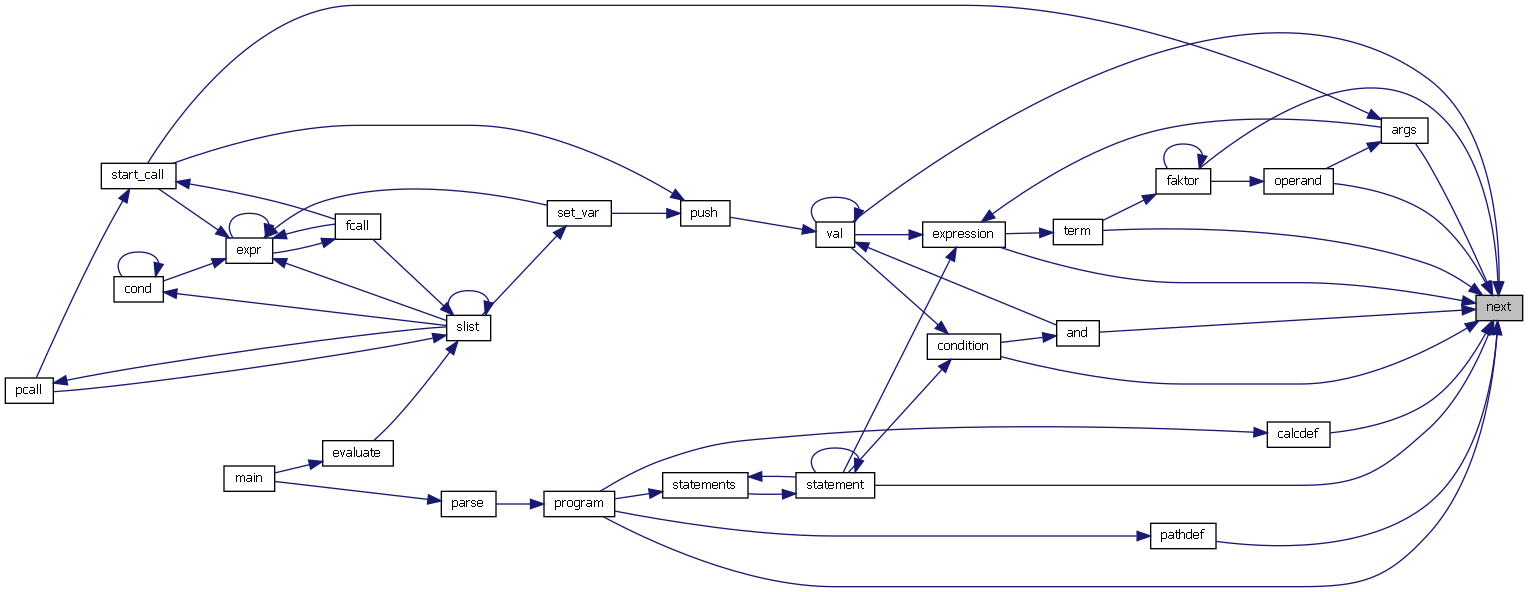 args
start_call
faktor
operand
push
set_var
fcall
val
expression
term
expr
cond
next
slist
and
condition
pcall
calcdef
evaluate
main
statements
statement
parse
program
pathdef